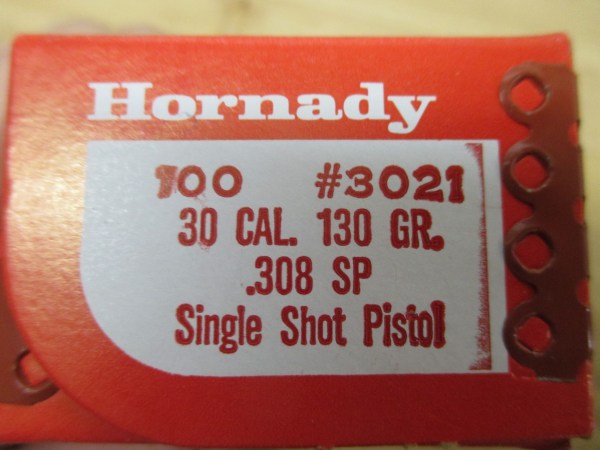 Hornady
100 #3021
30 CAL. 130 GR.
.308 SP
Single Shot Pistol